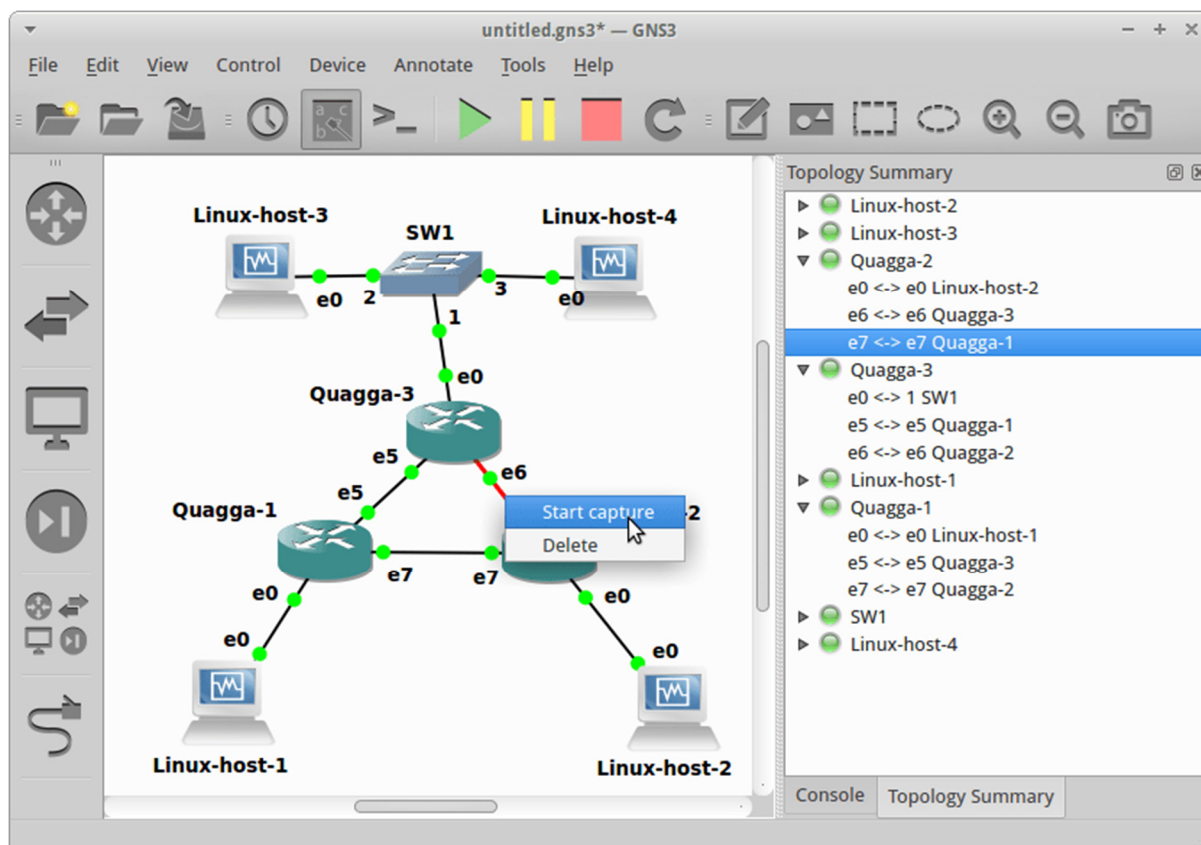 untitled.gns3* — GNS3
File Edit View Control Device Annotate Tools Help
Topology Summary
Linux-host-3
Linux-host-4
SW1
e0
2
3
e0
1
e0
Quagga-3
e5
e6
e5
Quagga-1
Start capture
-2
Delete
e7
e7
e0
e0
e0
e0
Linux-host-1
Linux-host-2
Linux-host-2
Linux-host-3
Quagga-2
e0 <-> e0 Linux-host-2
e6 <-> e6 Quagga-3
e7 <-> e7 Quagga-1
Quagga-3
e0 <-> 1 SW1
e5 <-> e5 Quagga-1
e6 <-> e6 Quagga-2
Linux-host-1
Quagga-1
e0 <-> e0 Linux-host-1
e5 <-> e5 Quagga-3
e7 <-> e7 Quagga-2
SW1
Linux-host-4
Console Topology Summary